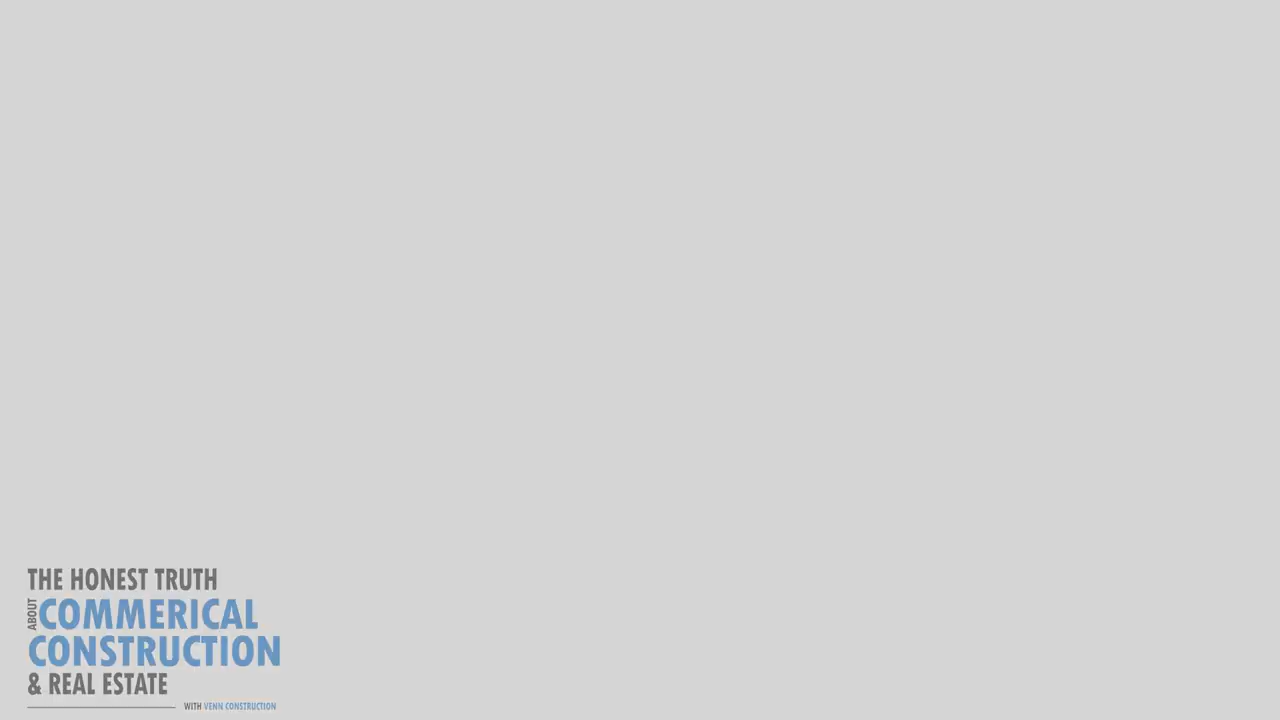 THE HONEST TRUTH
ABOUT COMMERICAL
CONSTRUCTION
& REAL ESTATE
WITH VENN CONSTRUCTION